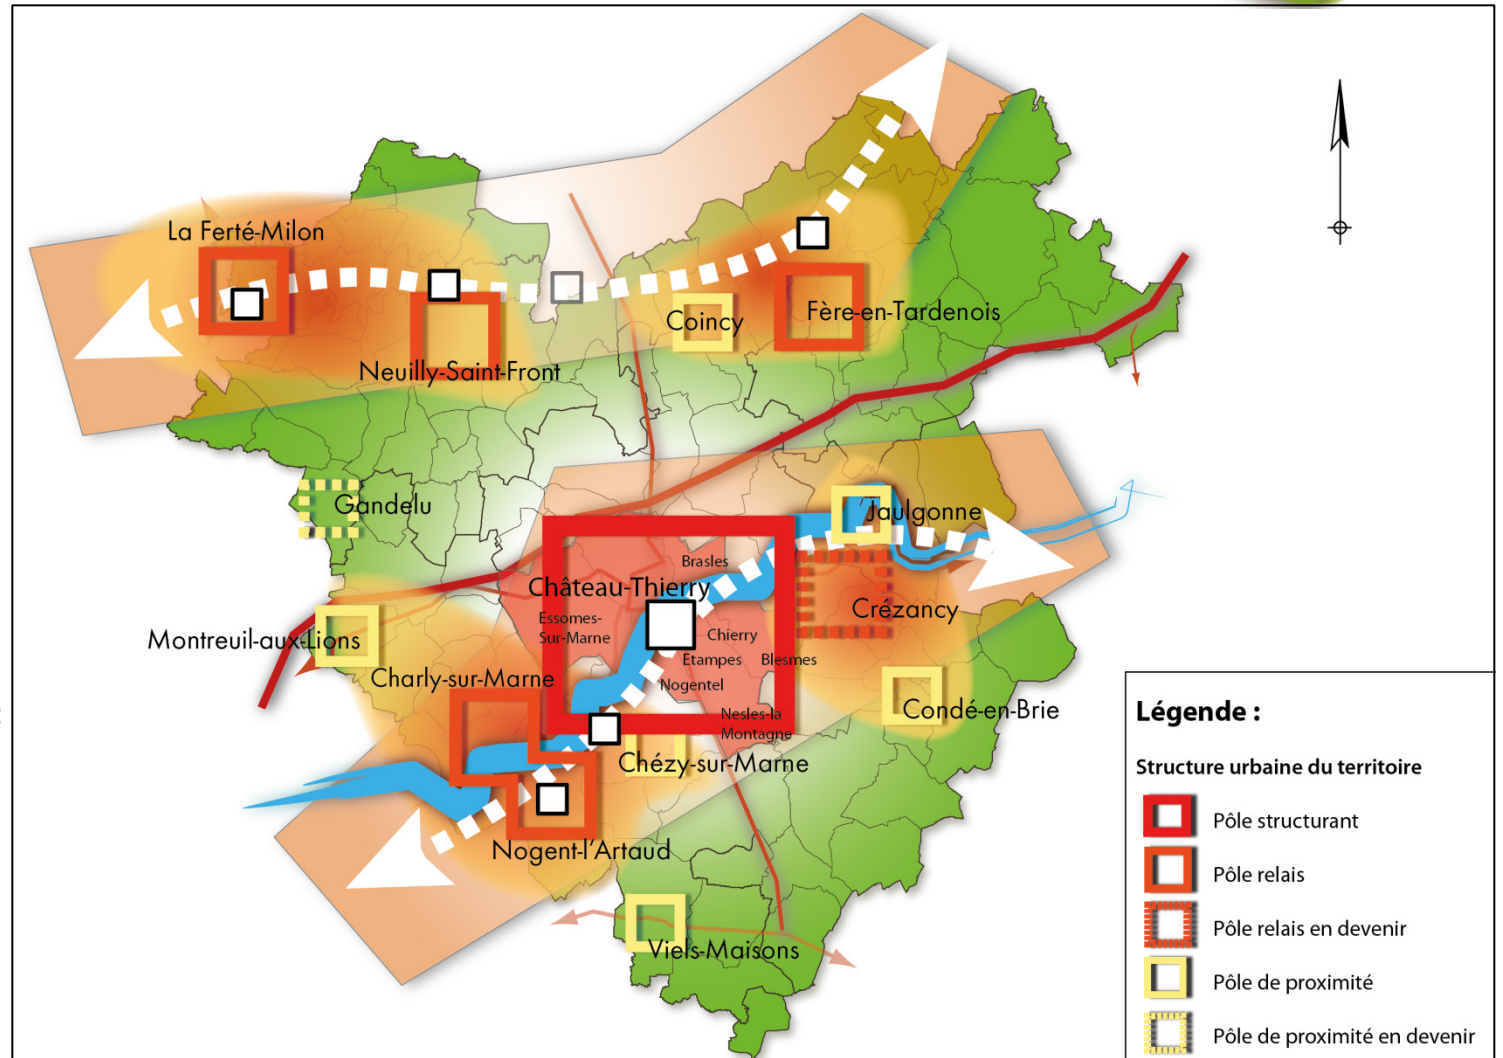 La Ferté-Milon
Neuilly-Saint-Front
Coincy
Fère-en-Tardenois
Gandelu
Jaulgonne
Brasles
Château-Thierry
Essomes-
Sur-Marne
Chierry
Crézancy
Montreuil-aux-Lions
Etampes
Blesmes
Charly-sur-Marne
Nogentel
Nesles-la
Montagne
Condé-en-Brie
Chézy-sur-Marne
Nogent-l'Artaud
Viels-Maisons
Légende :
Structure urbaine du territoire
Pôle structurant
Pôle relais
Pôle relais en devenir
Pôle de proximité
Pôle de proximité en devenir